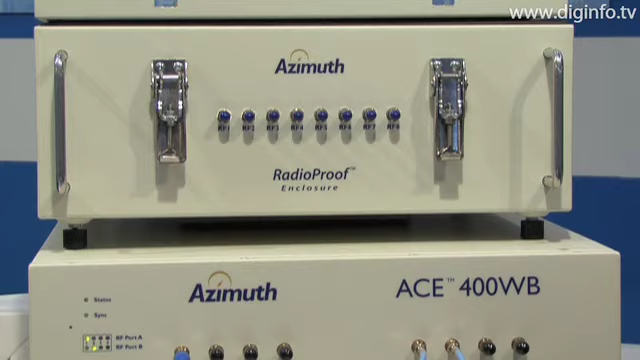 www.diginfo.tv
Azimuth
RF1 RF2 RF3 RF4 RF5 RF6 RF7 RF8
RadioProof™
Enclosure
Azimuth
ACE™ 400WB
Status
Sync
RF Port A
RF Port B